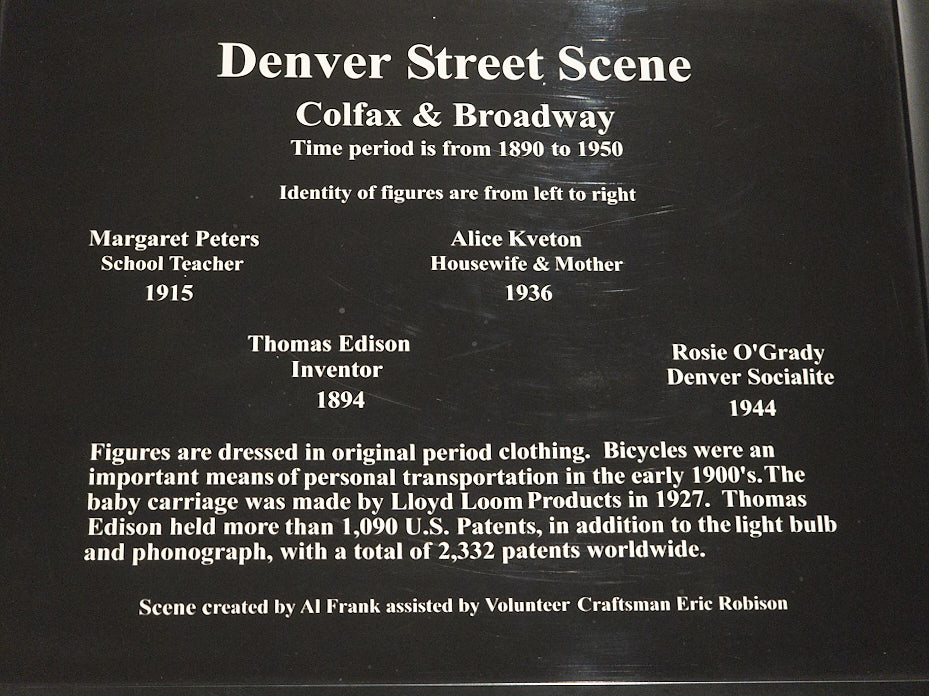 Denver Street Scene
Colfax & Broadway
Time period is from 1890 to 1950
Identity of figures are from left to right
Margaret Peters
School Teacher
1915
Alice Kveton
Housewife & Mother
1936
Thomas Edison
Inventor
1894
Rosie O'Grady
Denver Socialite
1944
Figures are dressed in original period clothing. Bicycles were an
important means of personal transportation in the early 1900's. The
baby carriage was made by Lloyd Loom Products in 1927. Thomas
Edison held more than 1,090 U.S. Patents, in addition to the light bulb
and phonograph, with a total of 2,332 patents worldwide.
Scene created by Al Frank assisted by Volunteer Craftsman Eric Robison